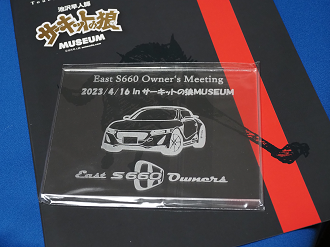 池沢早人師
サーキットの狼
MUSEUM
East S660 Owner's Meeting
2023/4/16 in サーキットの狼MUSEUM
East S660 Owners